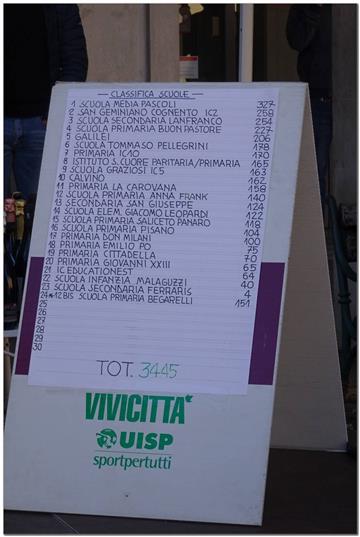 — CLASSIFICA SCUOLE —
1 SCUOLA MEDIA PASCOLI 327
2 SAN GEMINIANO COGNENTO IC2 258
3 SCUOLA SECONDARIA LANFRANCO 254
4 SCUOLA PRIMARIA BUON PASTORE 227
5 GALILEI 206
6 SCUOLA TOMMASO PELLEGRINI 178
7 PRIMARIA IC10 170
8 ISTITUTO S. CUORE PARITARIA/PRIMARIA 165
9 SCUOLA GRAZIOSI IC5 163
10 CALVINO 162
11 PRIMARIA LA CAROVANA 158
12 SCUOLA PRIMARIA ANNA FRANK 140
13 SECONDARIA SAN GIUSEPPE 124
14 SCUOLA ELEM. GIACOMO LEOPARDI 122
15 SCUOLA PRIMARIA SALICETO PANARO 118
16 SCUOLA PRIMARIA PISANO 104
17 PRIMARIA DON MILANI 100
18 PRIMARIA EMILIO PO 75
19 PRIMARIA CITTADELLA 70
20 PRIMARIA GIOVANNI XXIII 65
21 IC EDUCATIONEST 64
22 SCUOLA INFANZIA MALAGUZZI 40
23 SCUOLA SECONDARIA FERRARIS 4
24 *12 BIS SCUOLA PRIMARIA BEGARELLI 151
25
26
27
28
29
30
TOT. 3445
VIVICITTÀ
UISP
sportpertutti